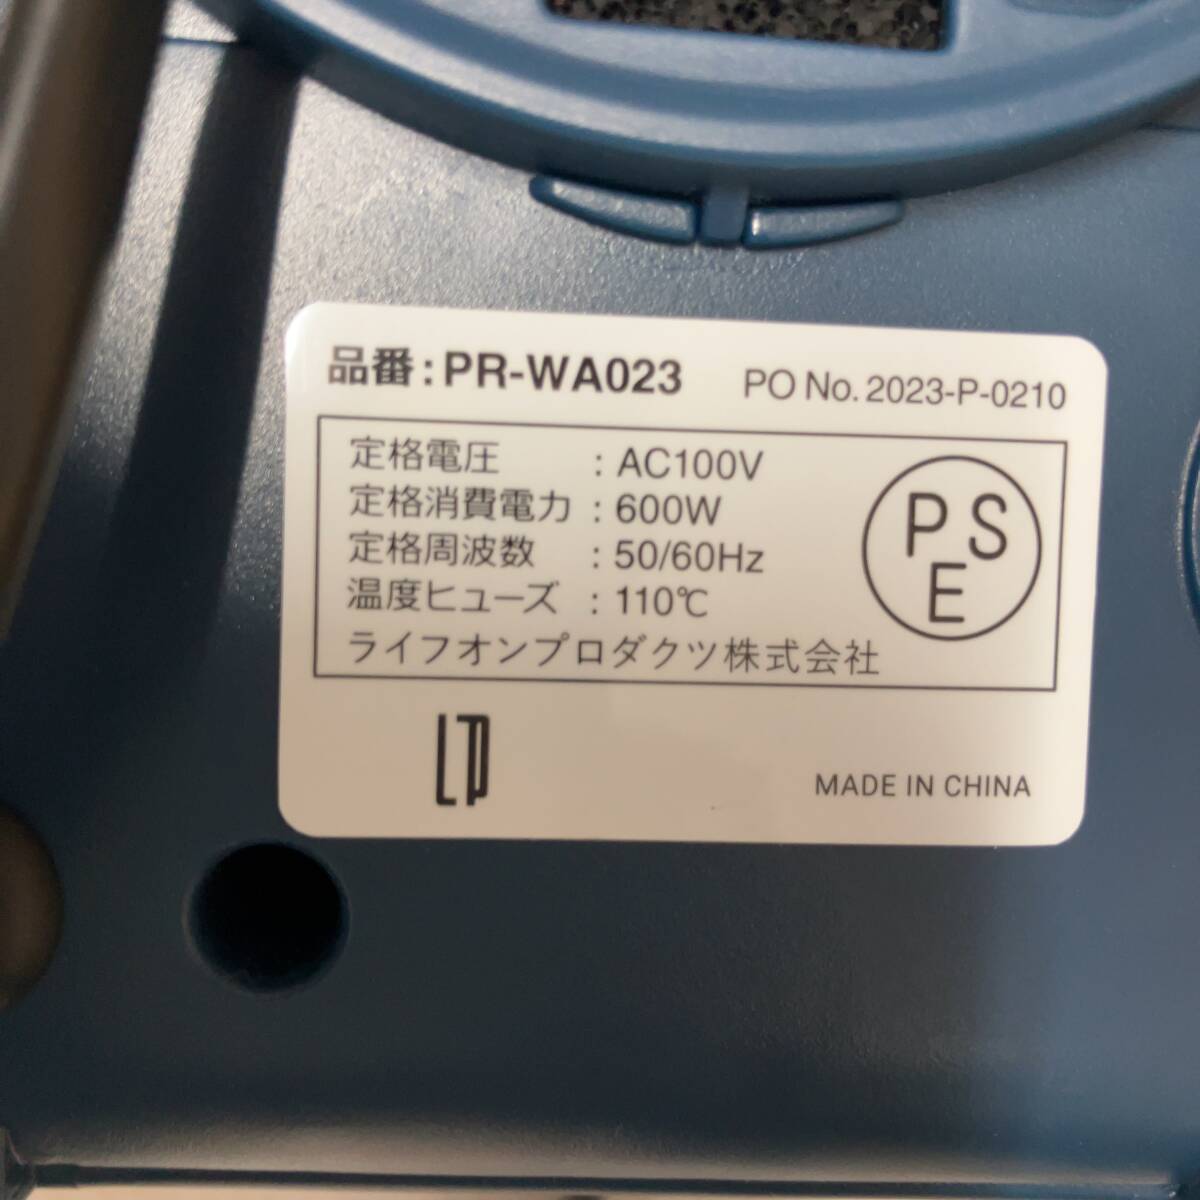 品番:PR-WA023 PO No. 2023-P-0210
定格電圧 : AC100V
定格消費電力 : 600W
定格周波数 : 50/60Hz
温度ヒューズ : 110℃
ライフオンプロダクツ株式会社
PSE
LTP
MADE IN CHINA